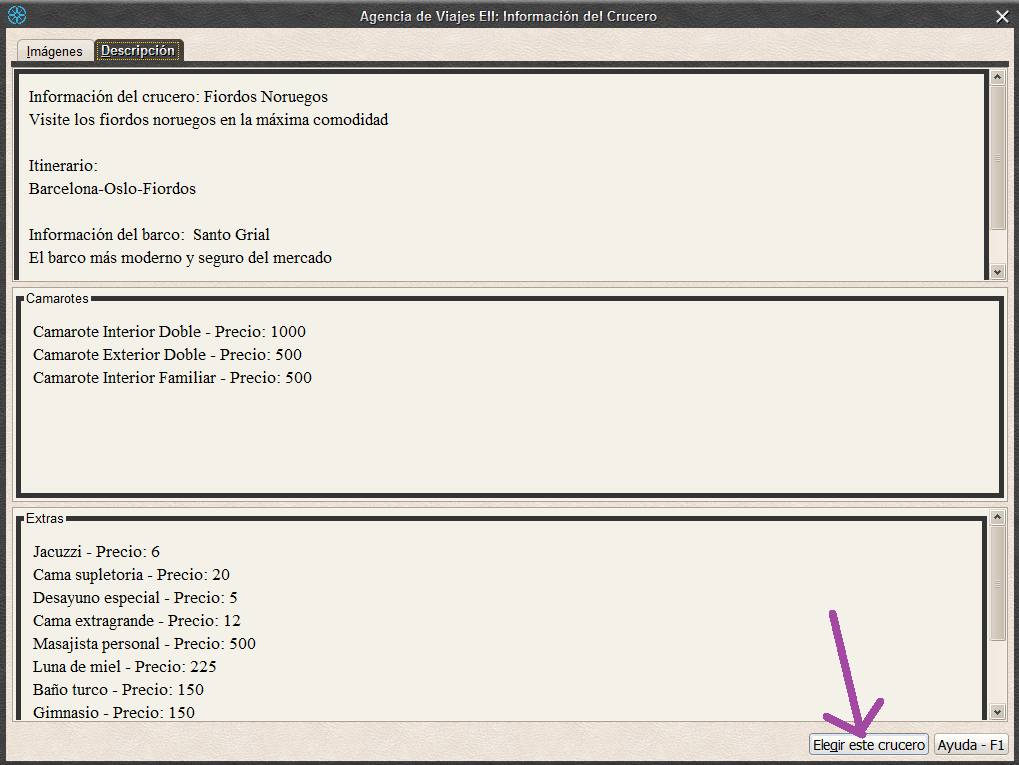 Agencia de Viajes EII: Información del Crucero
Imágenes Descripción
Información del crucero: Fiordos Noruegos
Visite los fiordos noruegos en la máxima comodidad
Itinerario:
Barcelona-Oslo-Fiordos
Información del barco: Santo Grial
El barco más moderno y seguro del mercado
Camarotes
Camarote Interior Doble - Precio: 1000
Camarote Exterior Doble - Precio: 500
Camarote Interior Familiar - Precio: 500
Extras
Jacuzzi - Precio: 6
Cama supletoria - Precio: 20
Desayuno especial - Precio: 5
Cama extragrande - Precio: 12
Masajista personal - Precio: 500
Luna de miel - Precio: 225
Baño turco - Precio: 150
Gimnasio - Precio: 150
Elegir este crucero Ayuda - F1